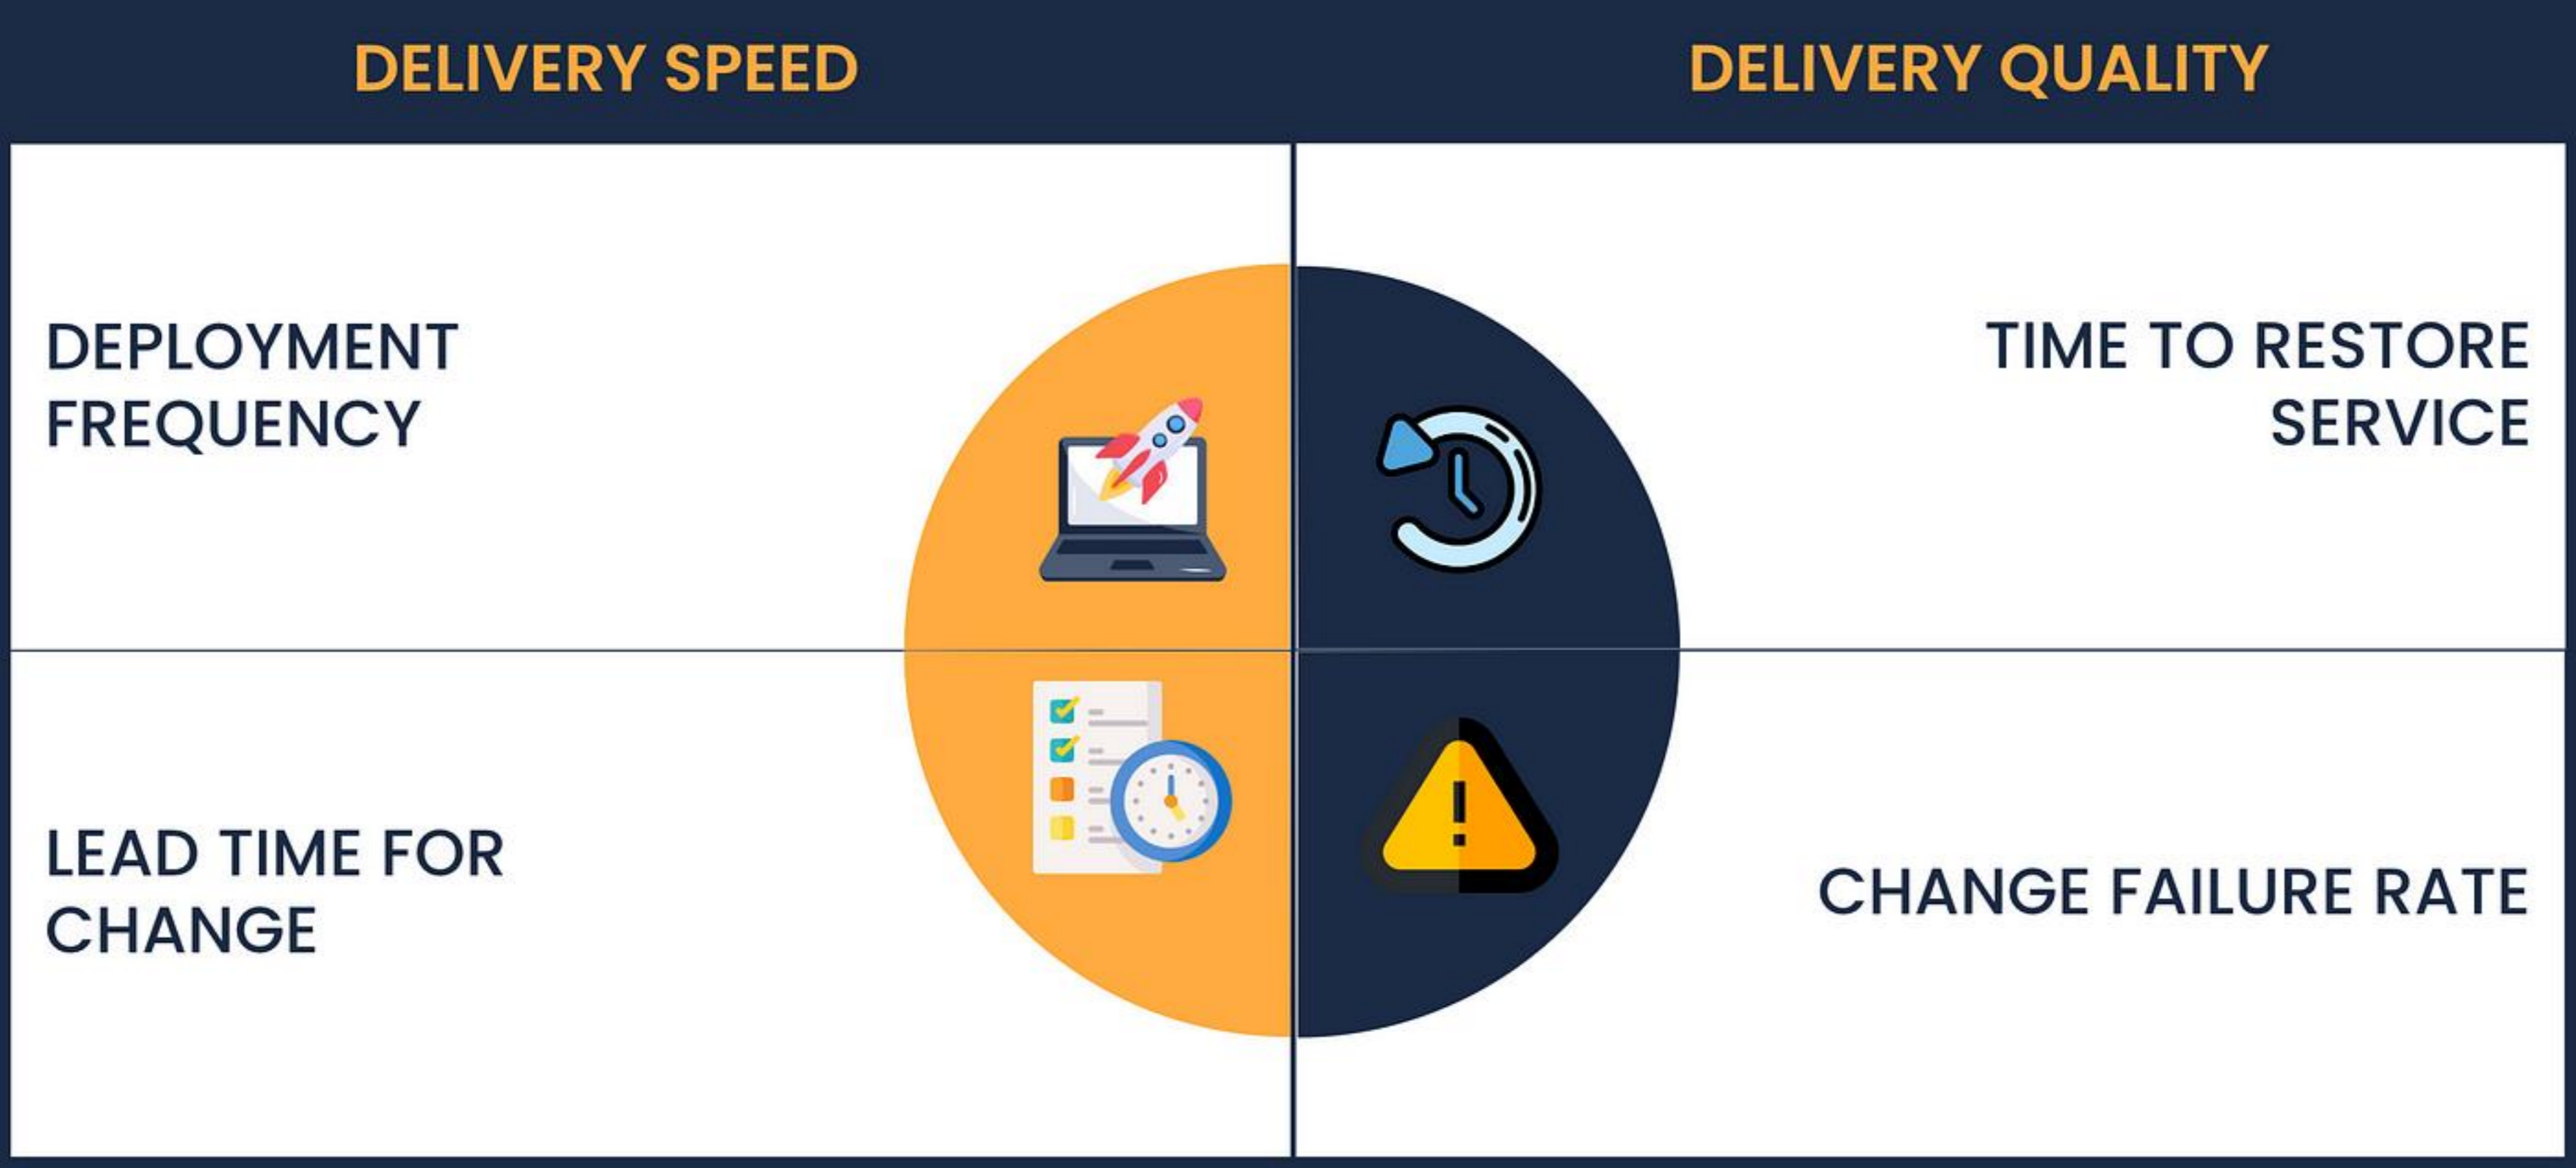 DELIVERY SPEED
DELIVERY QUALITY
DEPLOYMENT
FREQUENCY
TIME TO RESTORE
SERVICE
LEAD TIME FOR
CHANGE
CHANGE FAILURE RATE